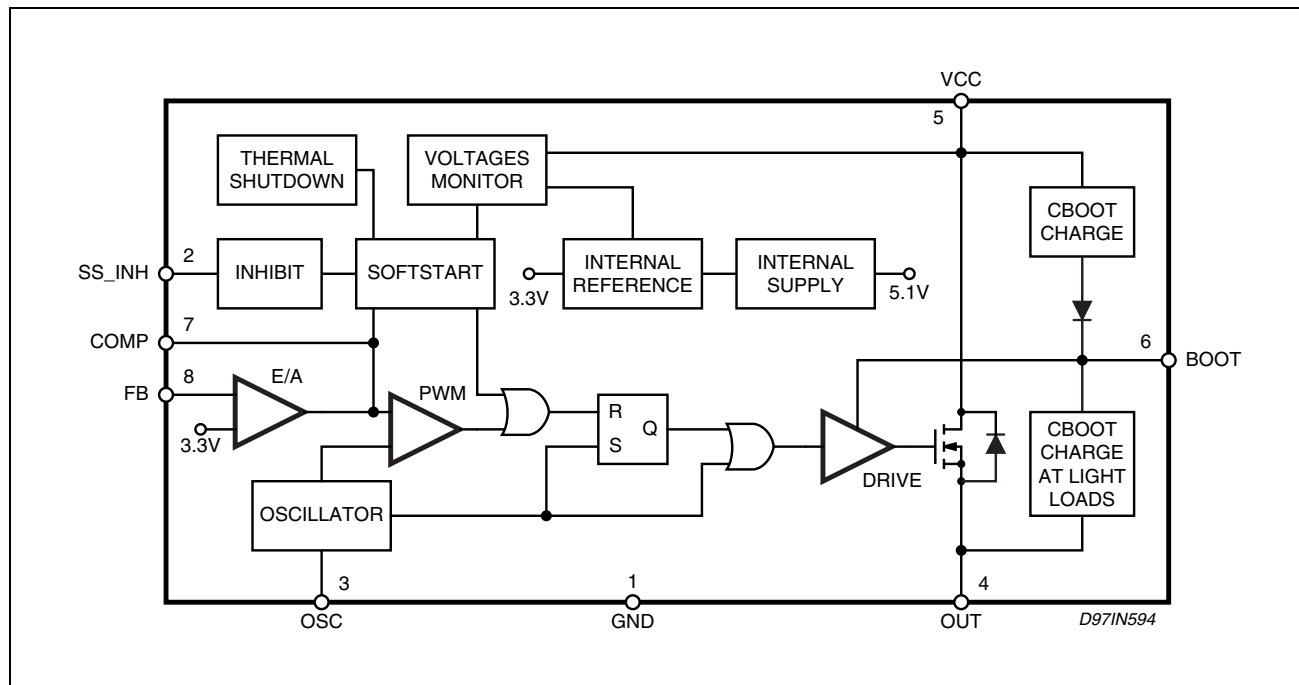 VCC
5
THERMAL
SHUTDOWN
VOLTAGES
MONITOR
CBOOT
CHARGE
SS_INH
2
INHIBIT
SOFTSTART
3.3V
INTERNAL
REFERENCE
INTERNAL
SUPPLY
5.1V
COMP
7
6
BOOT
FB
8
E/A
3.3V
PWM
R
S
Q
DRIVE
CBOOT
CHARGE
AT LIGHT
LOADS
OSCILLATOR
3
OSC
1
GND
4
OUT
D97IN594